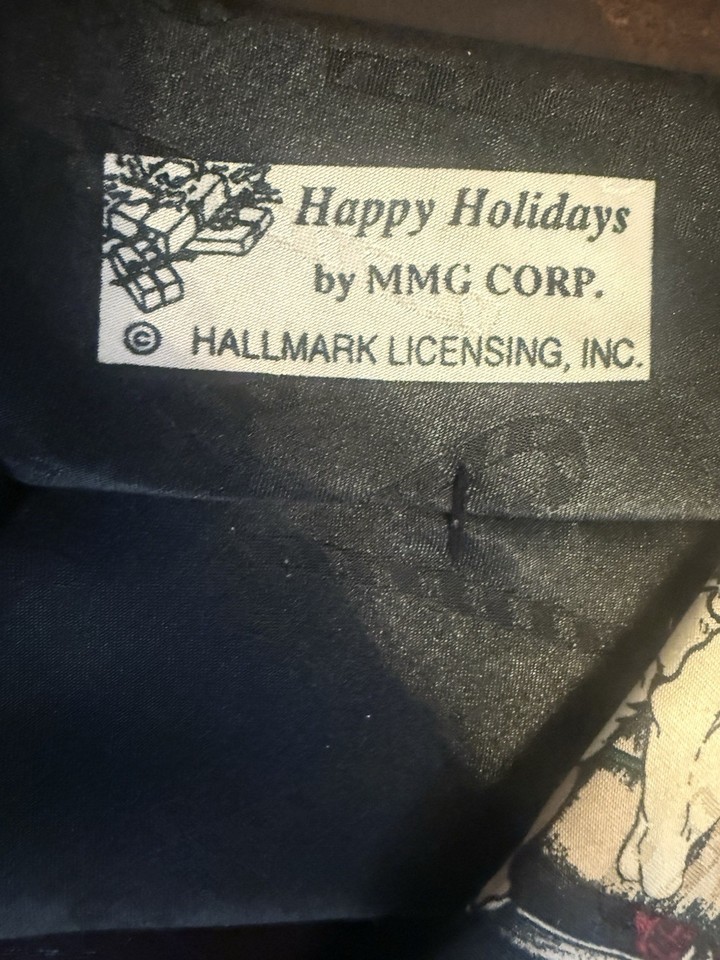 Happy Holidays
by MMG CORP.
© HALLMARK LICENSING, INC.